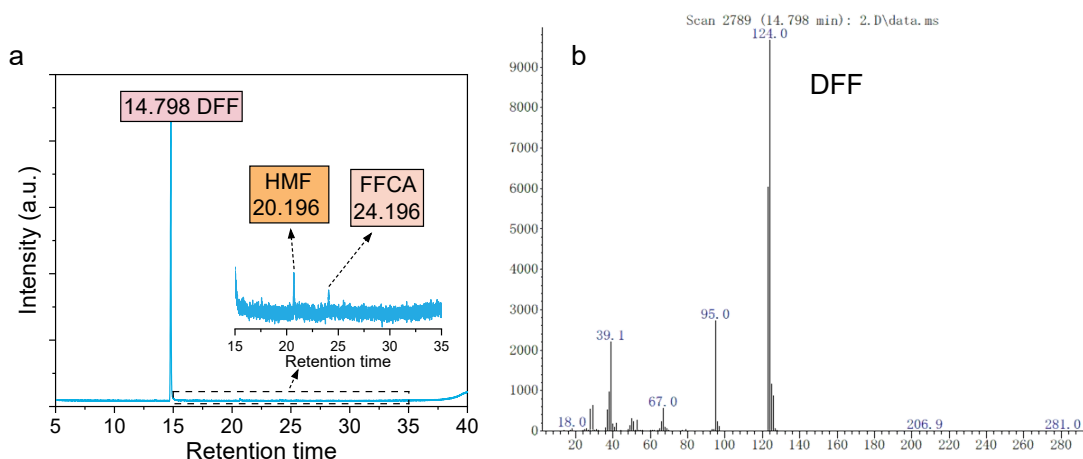 a
Intensity (a.u.)
14.798 DFF
HMF
20.196
FFCA
24.196
15 20 25 30 35
Retention time
5 10 15 20 25 30 35 40
Retention time
Scan 2789 (14.798 min): 2.D\data.ms
b
DFF
124.0
95.0
39.1
67.0
18.0
206.9
281.0
9000
8000
7000
6000
5000
4000
3000
2000
1000
0
20 40 60 80 100 120 140 160 180 200 220 240 260 280